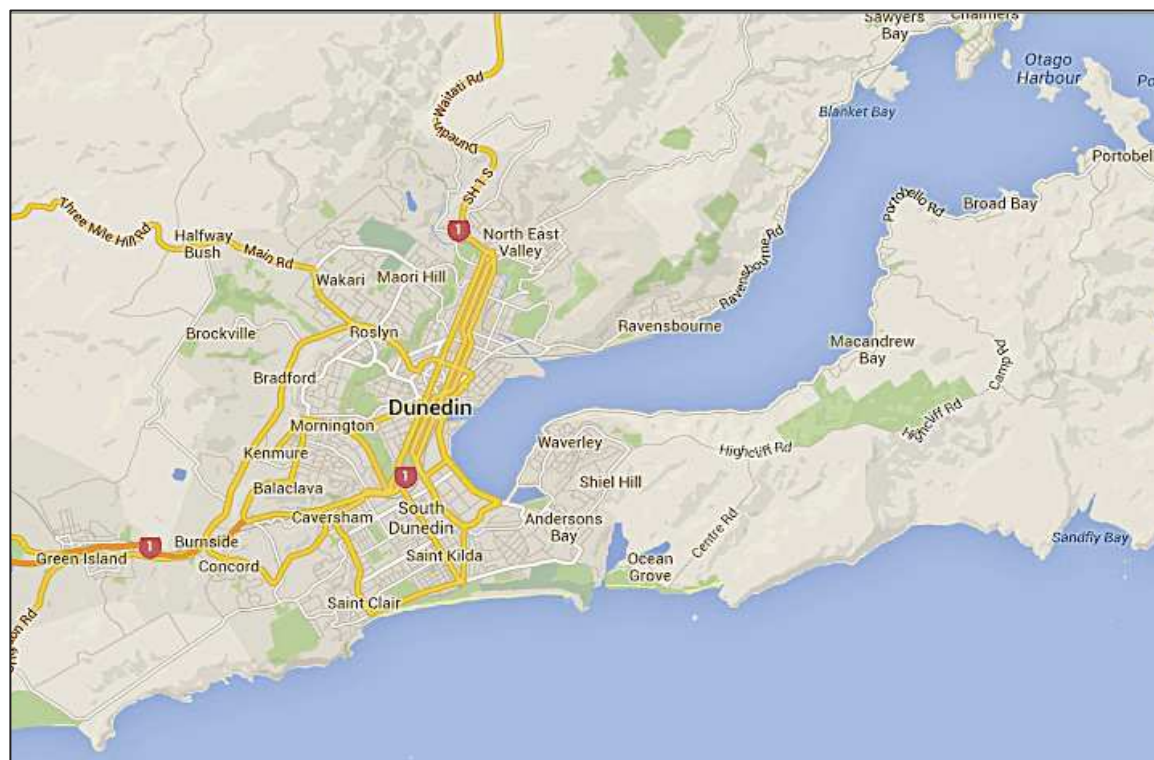 Sawyers
Bay
Chalmers
Otago
Harbour
Blanket Bay
Dunedin-Waitati Rd
SH 1 S
Portobell
Portobello Rd
Broad Bay
Three Mile Hill Rd
Halfway
Bush
Main Rd
1
North East
Valley
Wakari
Maori Hill
Ravensbourne Rd
Brockville
Roslyn
Ravensbourne
Macandrew
Bay
Camp Rd
Bradford
Dunedin
Highcliff Rd
Mornington
Waverley
Highcliff Rd
Kenmure
1
Shiel Hill
Balaclava
South
Dunedin
Caversham
Andersons
Bay
Centre Rd
Sandfly Bay
Burnside
1
Green Island
Concord
Saint Kilda
Ocean
Grove
Saint Clair